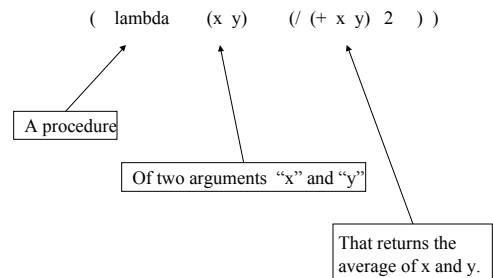 ( lambda (x y) (/ (+ x y) 2 ) )
A procedure
Of two arguments “x” and “y”
That returns the
average of x and y.